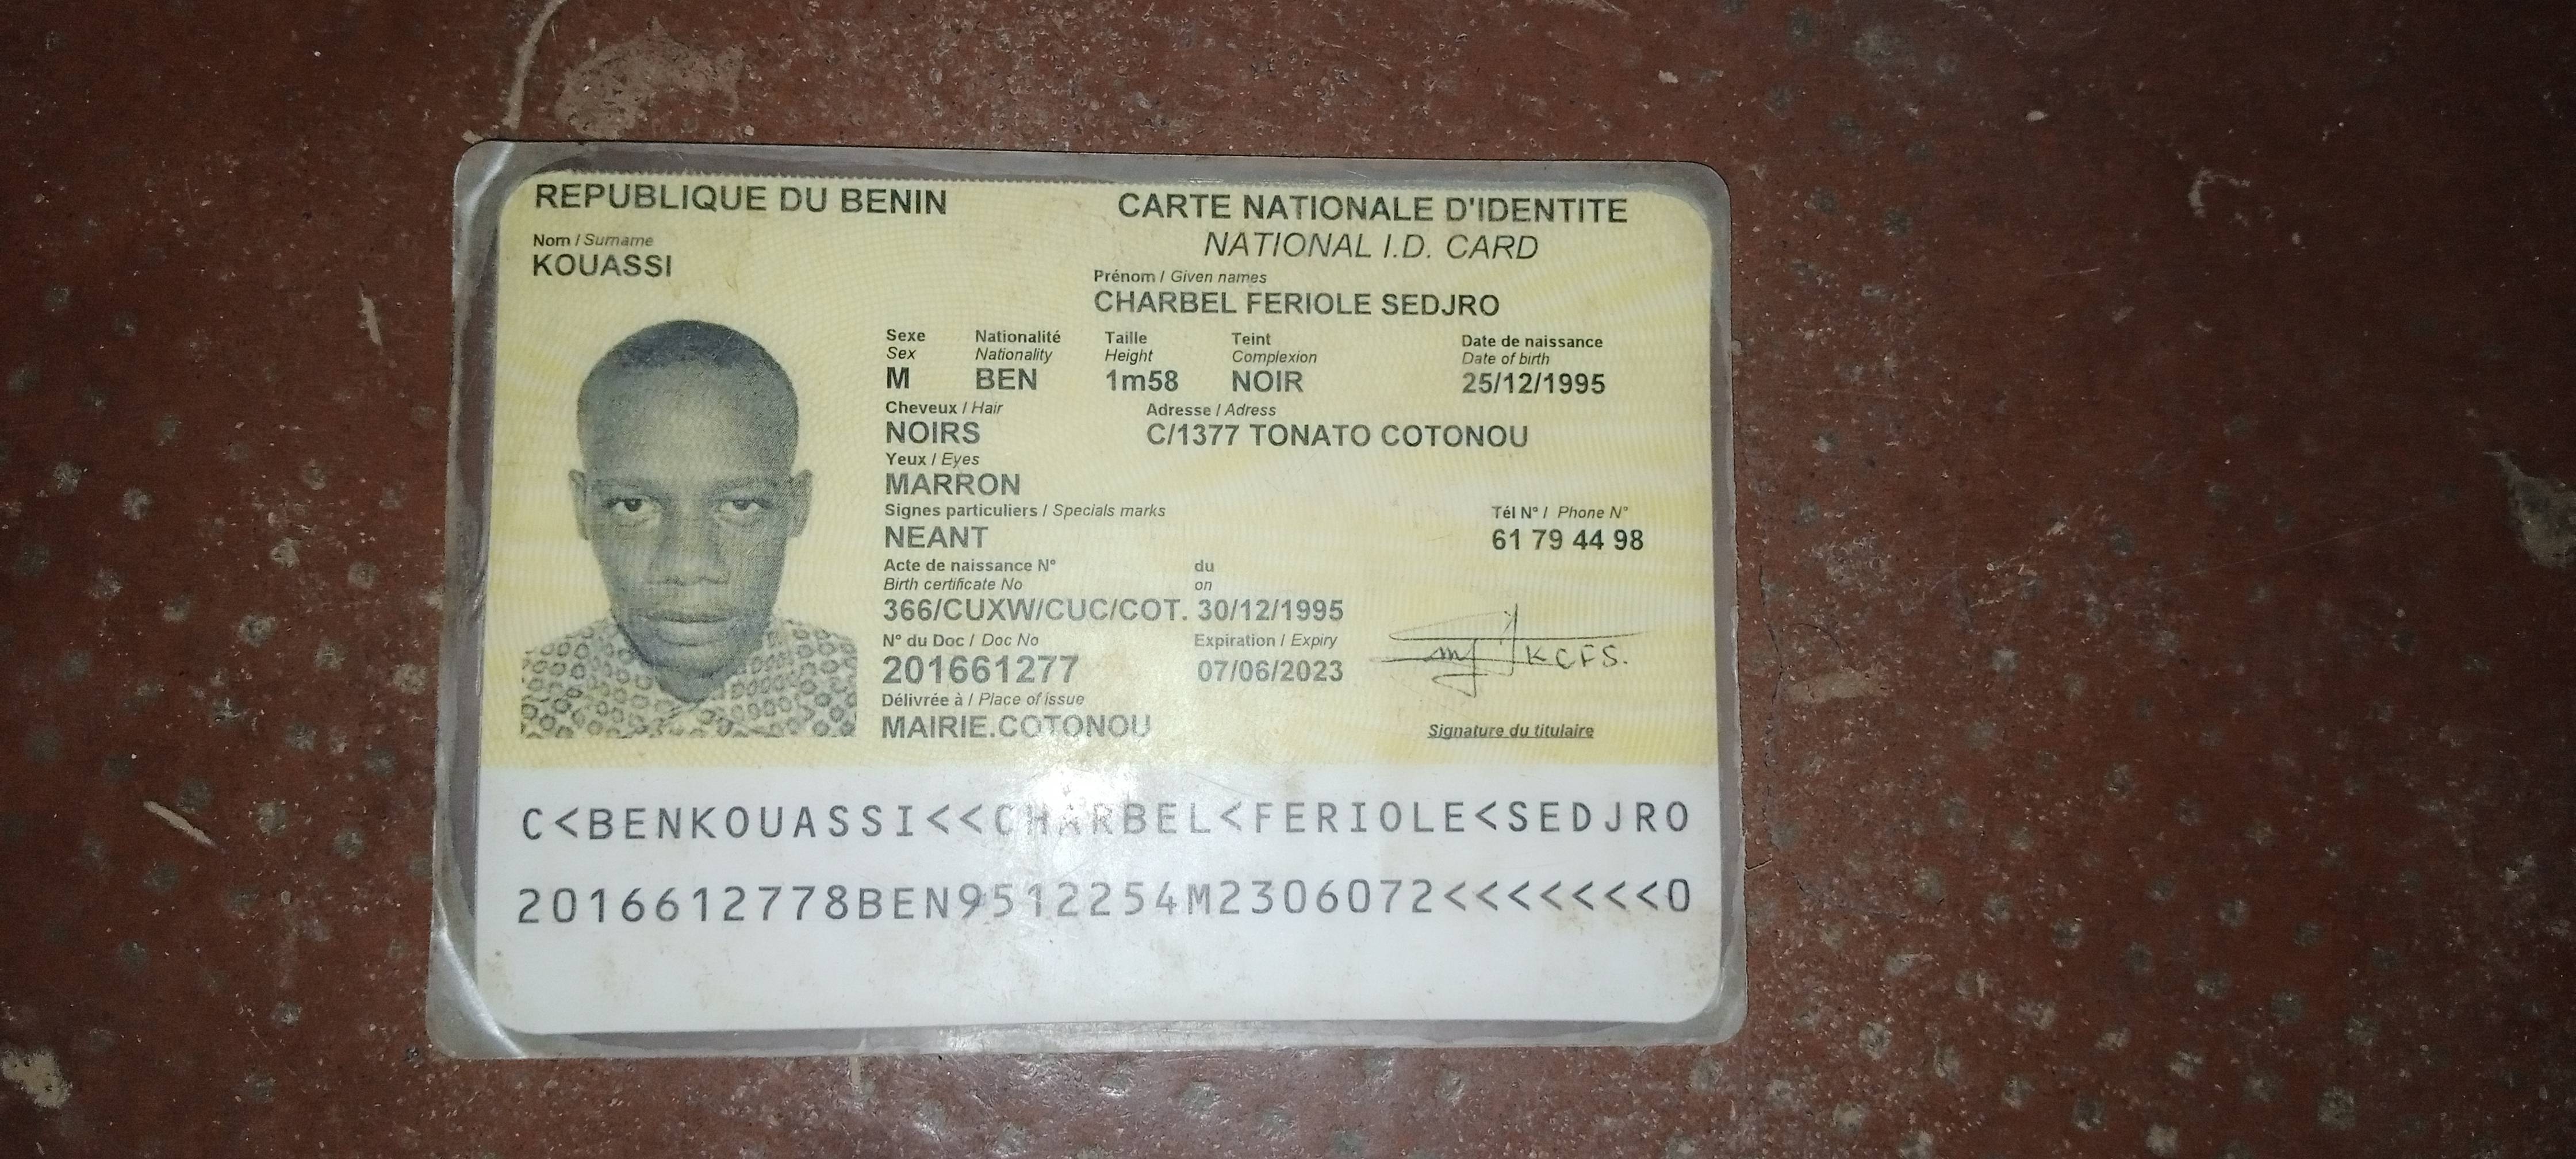 REPUBLIQUE DU BENIN
CARTE NATIONALE D'IDENTITE
NATIONAL I.D. CARD
Nom / Surname
KOUASSI
Prénom / Given names
CHARBEL FERIOLE SEDJRO
Sexe Nationalité Taille Teint Date de naissance
Sex Nationality Height Complexion Date of birth
M BEN 1m58 NOIR 25/12/1995
Cheveux / Hair Adresse / Adress
NOIRS C/1377 TONATO COTONOU
Yeux / Eyes
MARRON
Signes particuliers / Specials marks Tél N° / Phone N°
NEANT 61 79 44 98
Acte de naissance N° du
Birth certificate No on
366/CUXW/CUC/COT. 30/12/1995
N° du Doc / Doc No Expiration / Expiry
201661277 07/06/2023
K C F S.
Délivrée à / Place of issue
MAIRIE.COTONOU
Signature du titulaire
C<BENKOUASSI<<CHARBEL<FERIOLE<SEDJRO
2016612778BEN9512254M2306072<<<<<<<0